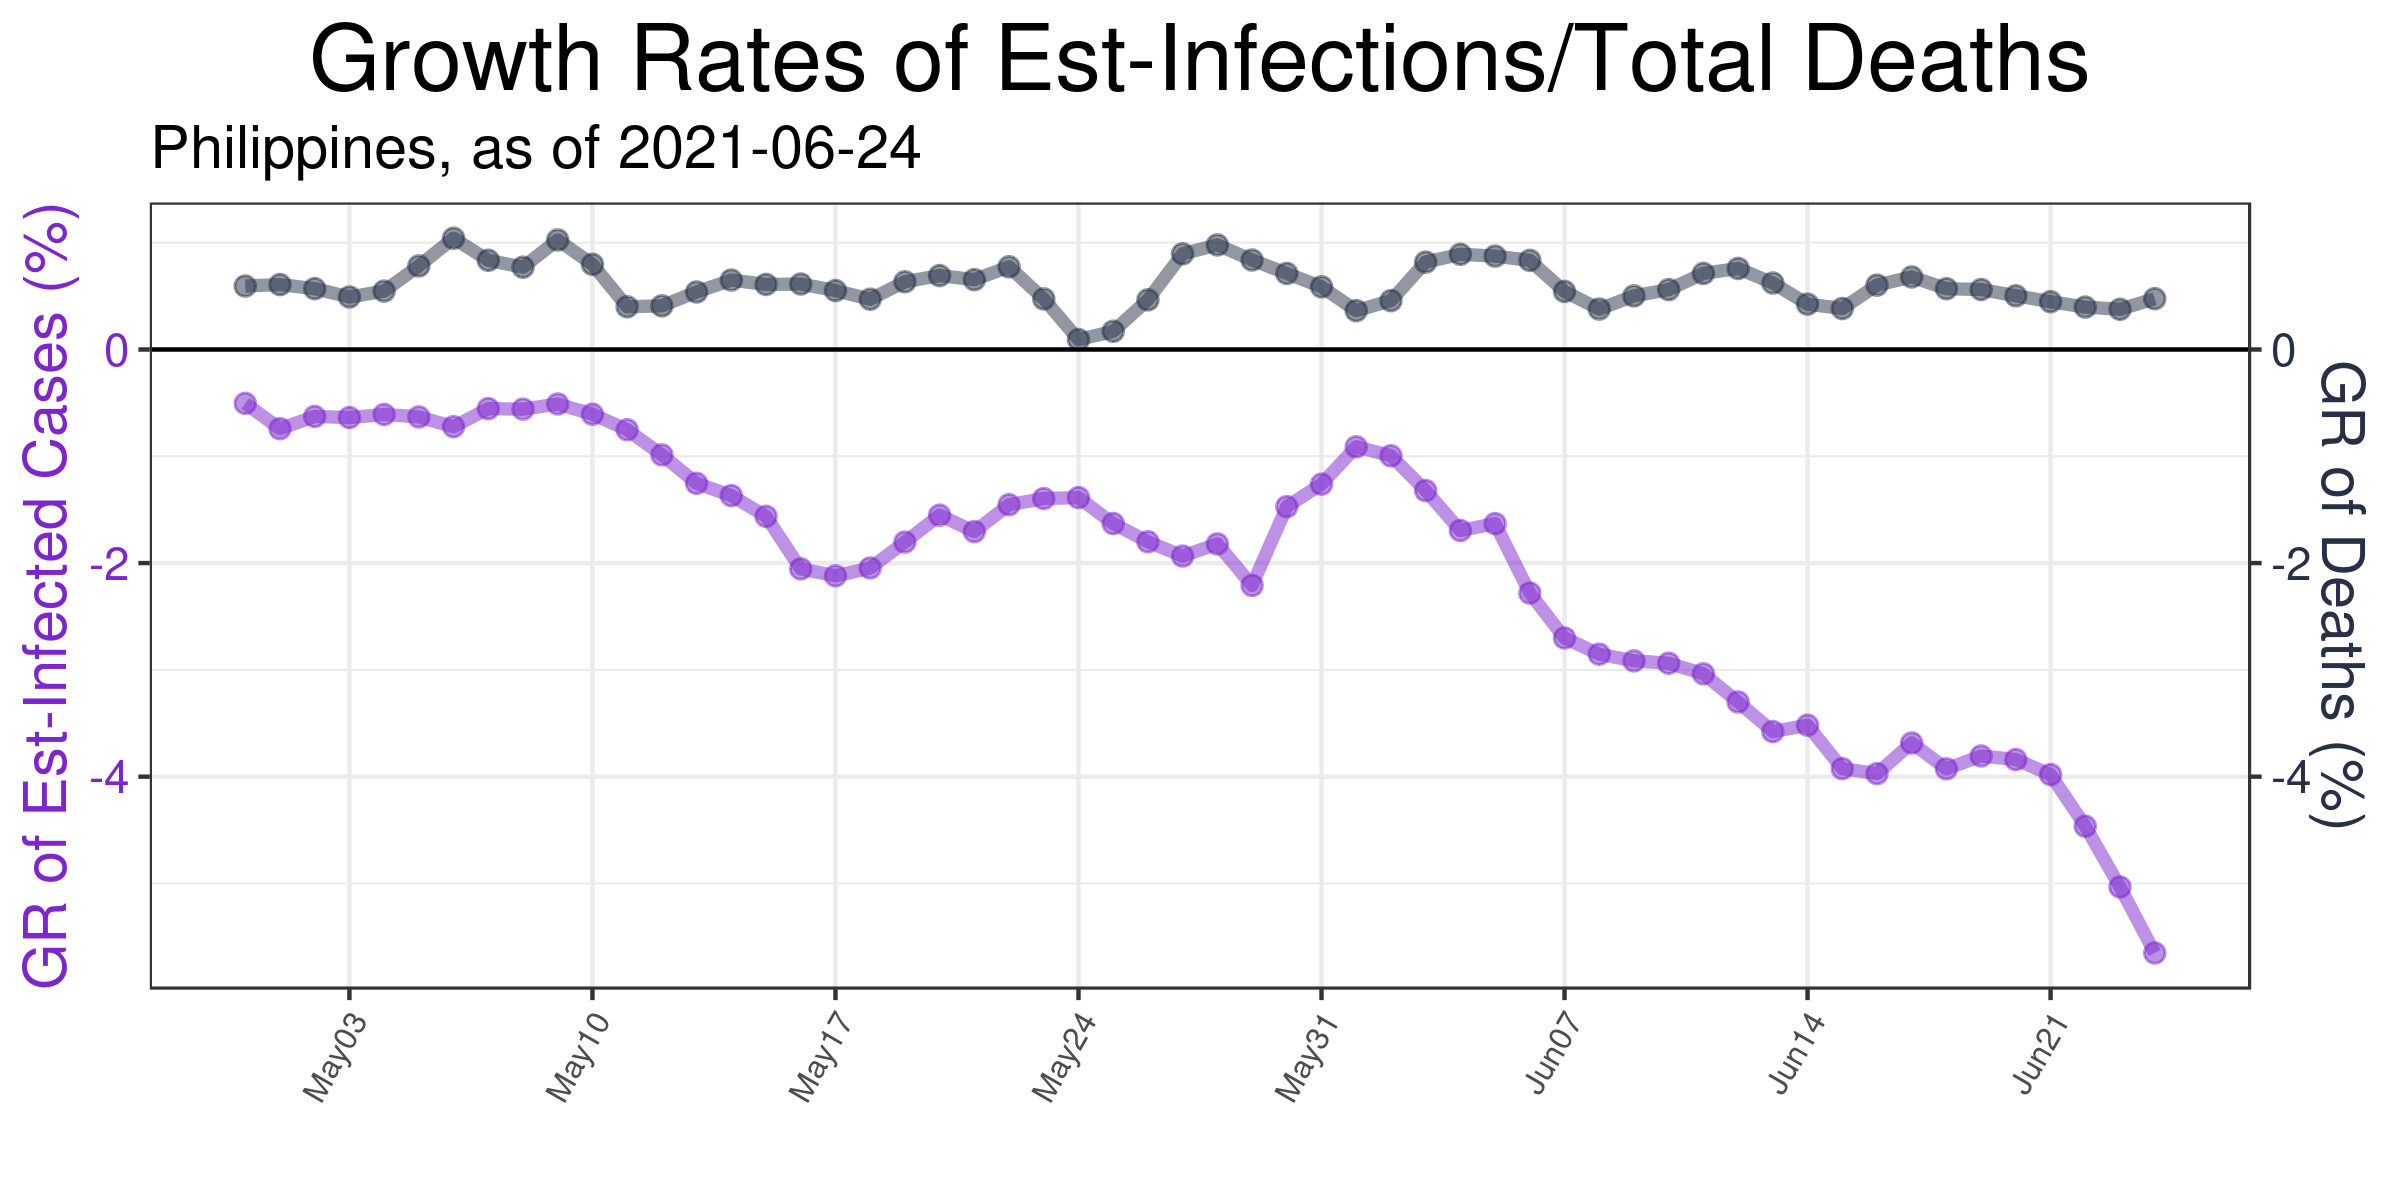 Growth Rates of Est-Infections/Total Deaths
Philippines, as of 2021-06-24
GR of Est-Infected Cases (%)
0
-2
-4
0
-2
-4
GR of Deaths (%)
May03
May10
May17
May24
May31
Jun07
Jun14
Jun21